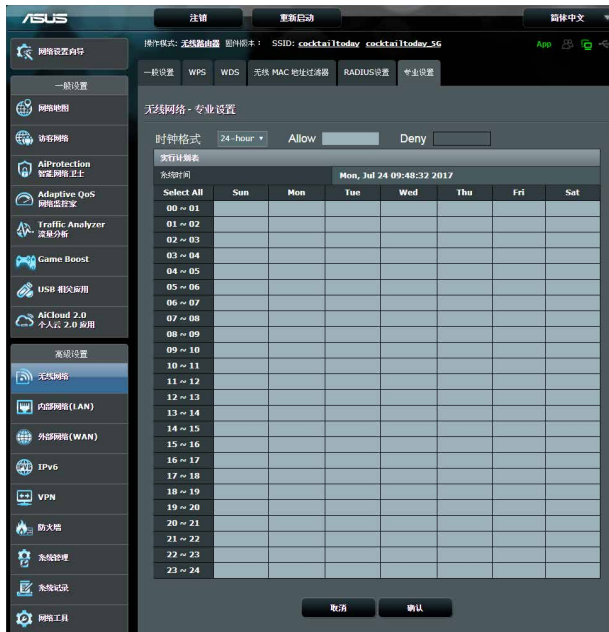 ASUS 注销 重新启动 简体中文
操作模式: 无线路由器 固件版本: SSID: cocktailtoday cocktailtoday_5G App
网络设置向导
一般设置
网络地图
访客网络
AiProtection
智能网络卫士
Adaptive QoS
网络监控家
Traffic Analyzer
流量分析
Game Boost
USB 相关应用
AiCloud 2.0
个人云 2.0 应用
高级设置
无线网络
内部网络(LAN)
外部网络(WAN)
IPv6
VPN
防火墙
系统管理
系统记录
网络工具
一般设置 WPS WDS 无线 MAC 地址过滤器 RADIUS设置 专业设置
无线网络 - 专业设置
时钟格式 24-hour Allow Deny
实行计划表
系统时间 Mon, Jul 24 09:48:32 2017
Select All Sun Mon Tue Wed Thu Fri Sat
00 ~ 01
01 ~ 02
02 ~ 03
03 ~ 04
04 ~ 05
05 ~ 06
06 ~ 07
07 ~ 08
08 ~ 09
09 ~ 10
10 ~ 11
11 ~ 12
12 ~ 13
13 ~ 14
14 ~ 15
15 ~ 16
16 ~ 17
17 ~ 18
18 ~ 19
19 ~ 20
20 ~ 21
21 ~ 22
22 ~ 23
23 ~ 24
取消 确认